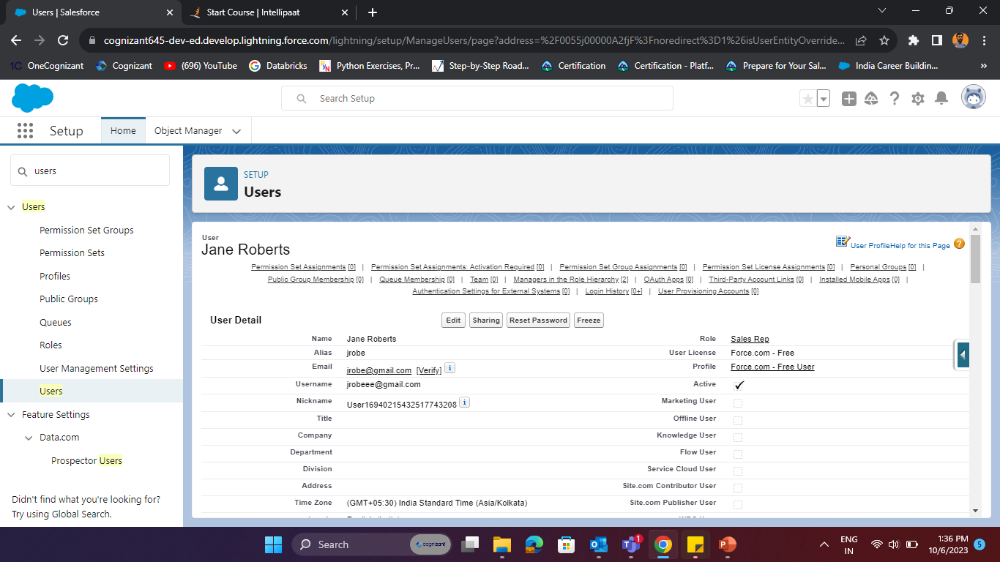 Users | Salesforce
Start Course | Intellipaat
cognizant645-dev-ed.develop.lightning.force.com/lightning/setup/ManageUsers/page?address=%2F0055j00000A2fjF%3Fnoredirect%3D1%26isUserEntityOverride...
1C OneCognizant
Cognizant
(696) YouTube
Databricks
Python Exercises, Pr...
Step-by-Step Road...
Certification
Certification - Platf...
Prepare for Your Sal...
India Career Buildin...
»
Search Setup
Setup
Home
Object Manager
users
Users
Permission Set Groups
Permission Sets
Profiles
Public Groups
Queues
Roles
User Management Settings
Users
Feature Settings
Data.com
Prospector Users
Didn't find what you're looking for?
Try using Global Search.
SETUP
Users
User
Jane Roberts
User Profile Help for this Page
Permission Set Assignments [0] | Permission Set Assignments: Activation Required [0] | Permission Set Group Assignments [0] | Permission Set License Assignments [0] | Personal Groups [0] |
Public Group Membership [0] | Queue Membership [0] | Team [0] | Managers in the Role Hierarchy [2] | OAuth Apps [0] | Third-Party Account Links [0] | Installed Mobile Apps [0] |
Authentication Settings for External Systems [0] | Login History [0+] | User Provisioning Accounts [0]
User Detail
Edit
Sharing
Reset Password
Freeze
Name Jane Roberts Role Sales Rep
Alias jrobe User License Force.com - Free
Email jrobe@gmail.com [Verify] i Profile Force.com - Free User
Username jrobeee@gmail.com Active ✓
Nickname User16940215432517743208 i Marketing User
Title Offline User
Company Knowledge User
Department Flow User
Division Service Cloud User
Address Site.com Contributor User
Time Zone (GMT+05:30) India Standard Time (Asia/Kolkata) Site.com Publisher User
Search
cognizant
1
ENG
IN
1:36 PM
10/6/2023
5